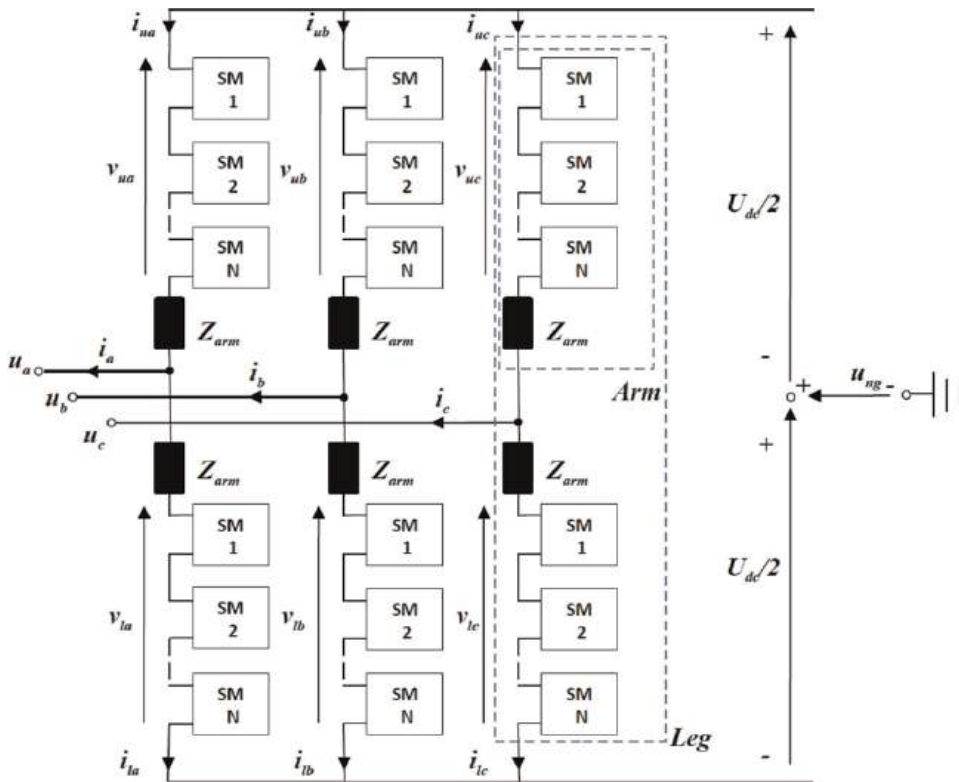 i_ua i_ub i_uc +
SM 1 SM 1 SM 1
v_ua SM 2 v_ub SM 2 v_uc SM 2 U_dc/2
SM N SM N SM N
Z_arm Z_arm Z_arm
u_a i_a -
u_b i_b Arm + u_ng -
u_c i_c
Z_arm Z_arm Z_arm +
SM 1 SM 1 SM 1
v_la SM 2 v_lb SM 2 v_lc SM 2 U_dc/2
SM N SM N SM N
Leg -
i_la i_lb i_lc